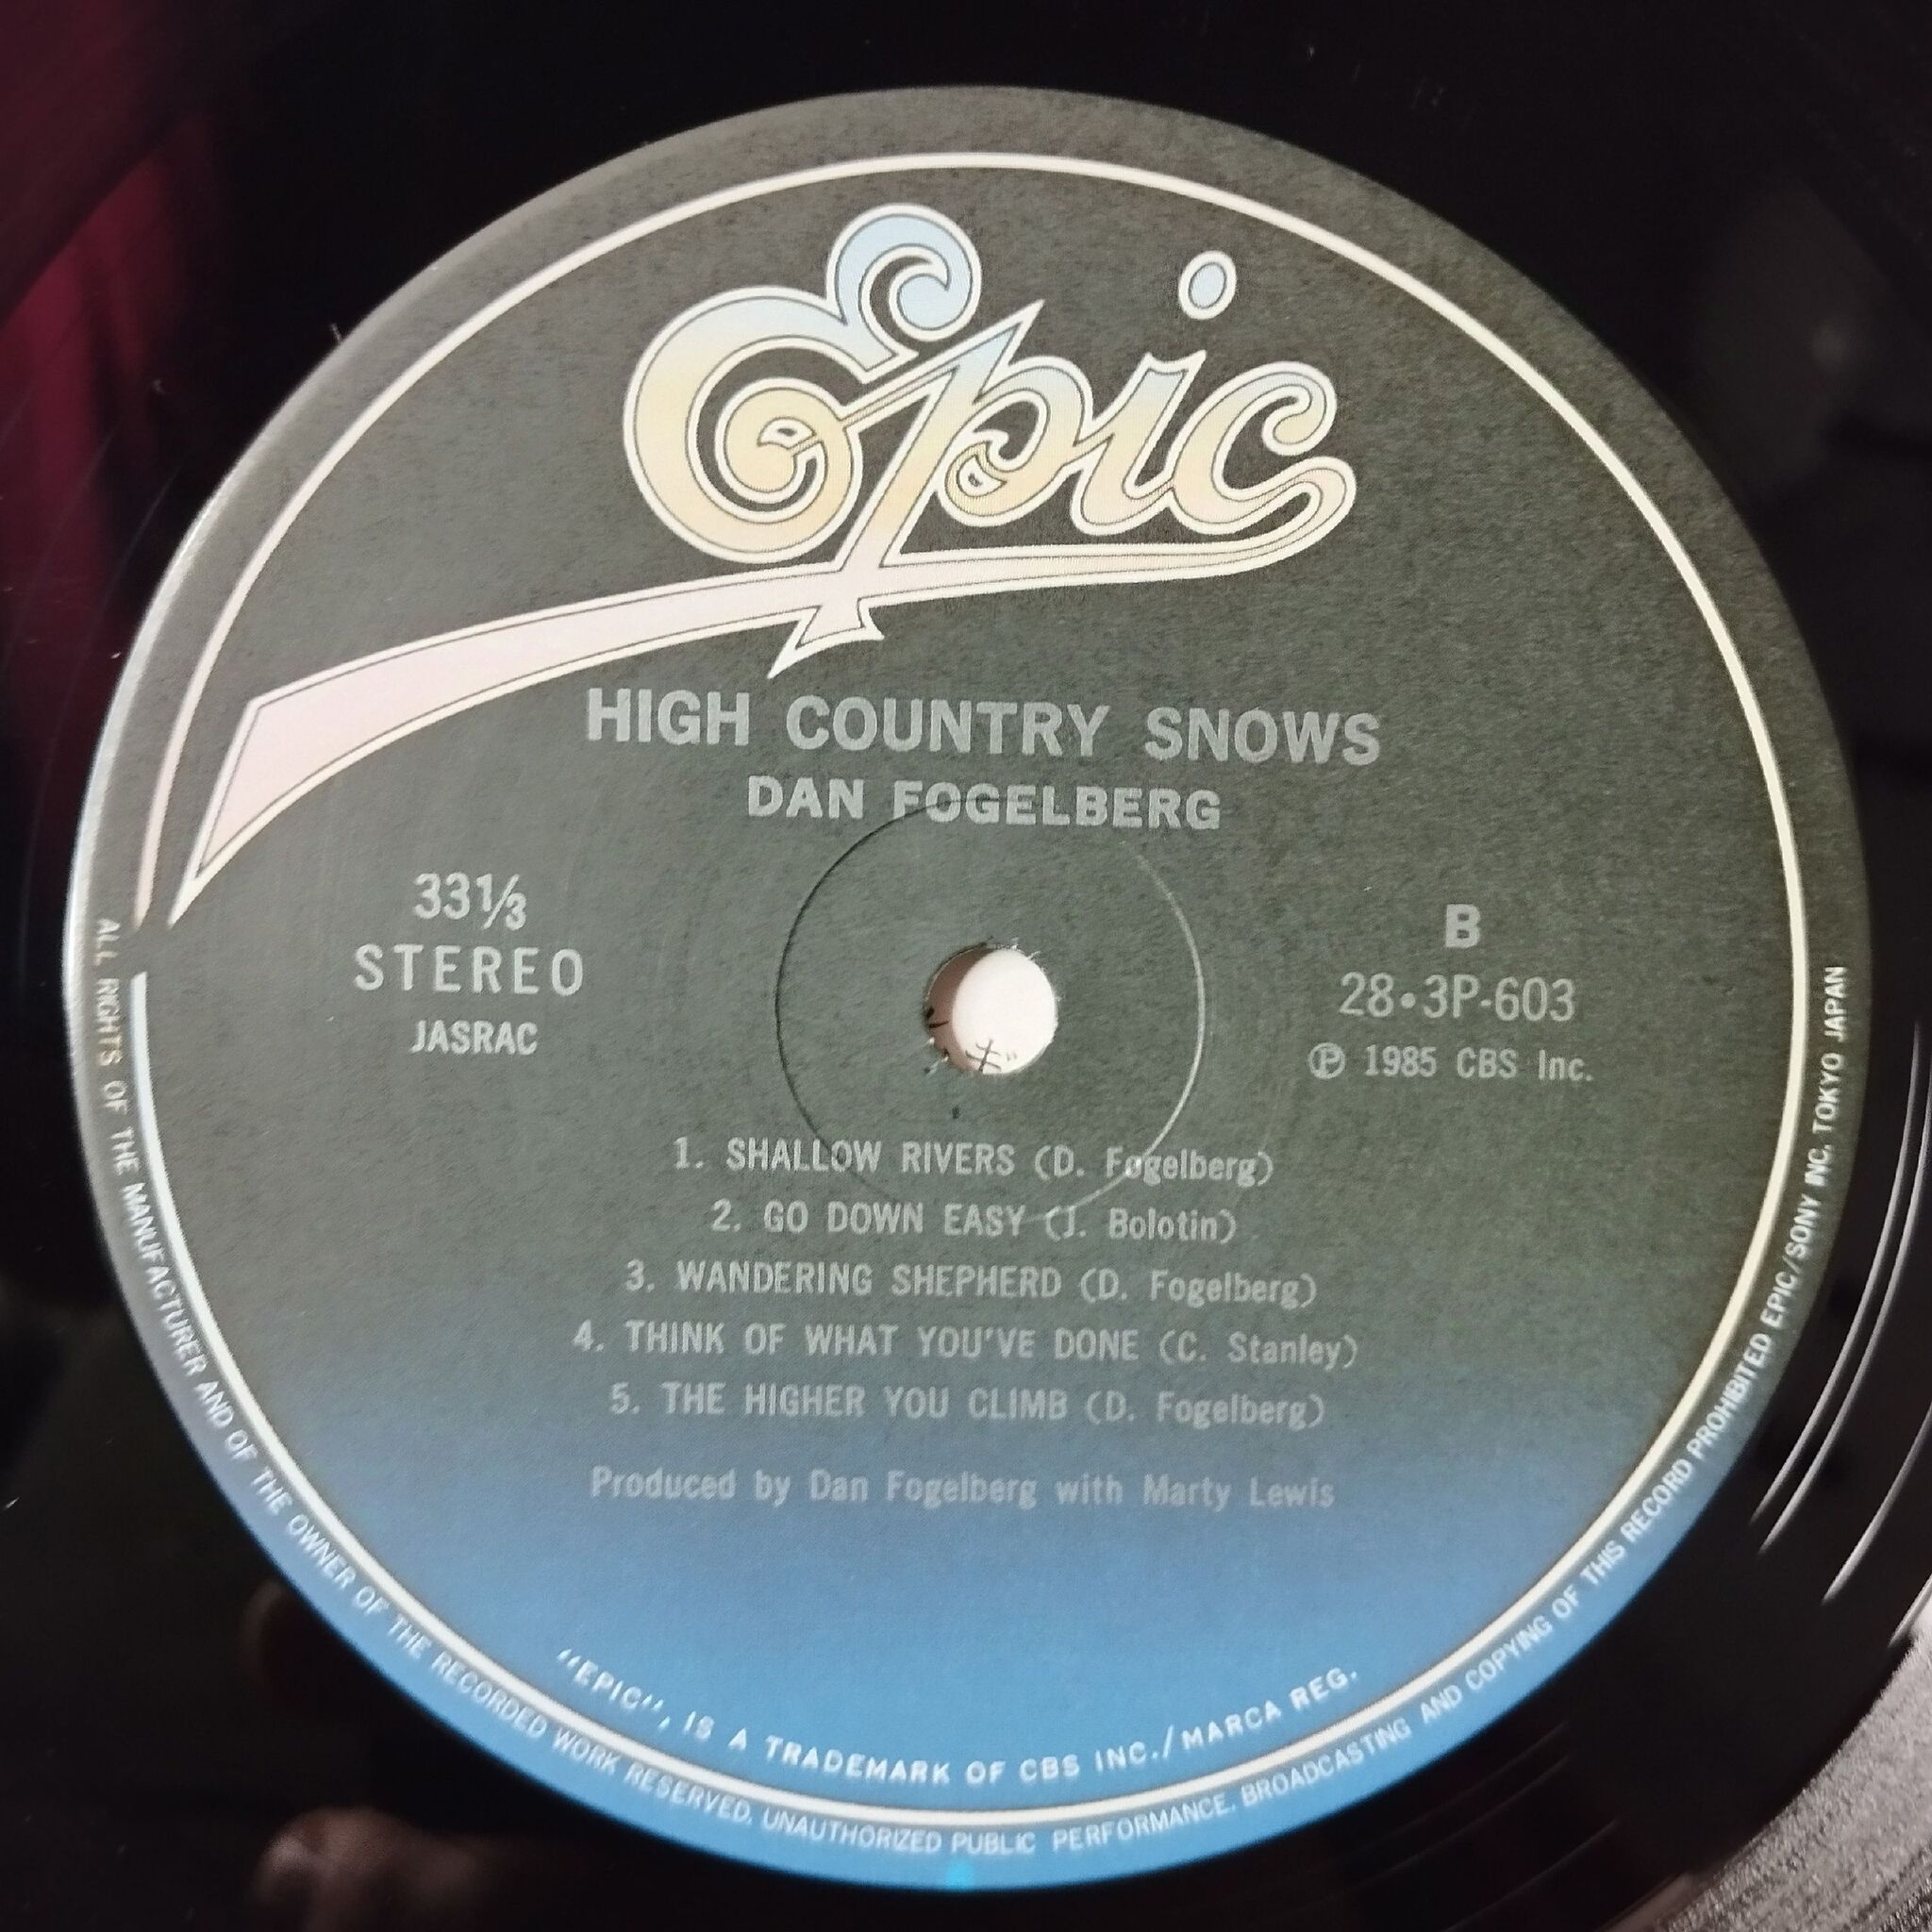 Epic
HIGH COUNTRY SNOWS
DAN FOGELBERG
33⅓
STEREO
JASRAC
B
28•3P-603
Ⓟ 1985 CBS Inc.
1. SHALLOW RIVERS (D. Fogelberg)
2. GO DOWN EASY (J. Bolotin)
3. WANDERING SHEPHERD (D. Fogelberg)
4. THINK OF WHAT YOU'VE DONE (C. Stanley)
5. THE HIGHER YOU CLIMB (D. Fogelberg)
Produced by Dan Fogelberg with Marty Lewis
"EPIC", IS A TRADEMARK OF CBS INC./MARCA REG.
ALL RIGHTS OF THE MANUFACTURER AND OF THE OWNER OF THE RECORDED WORK RESERVED. UNAUTHORIZED PUBLIC PERFORMANCE. BROADCASTING AND COPYING OF THIS RECORD PROHIBITED EPIC/SONY INC. TOKYO JAPAN